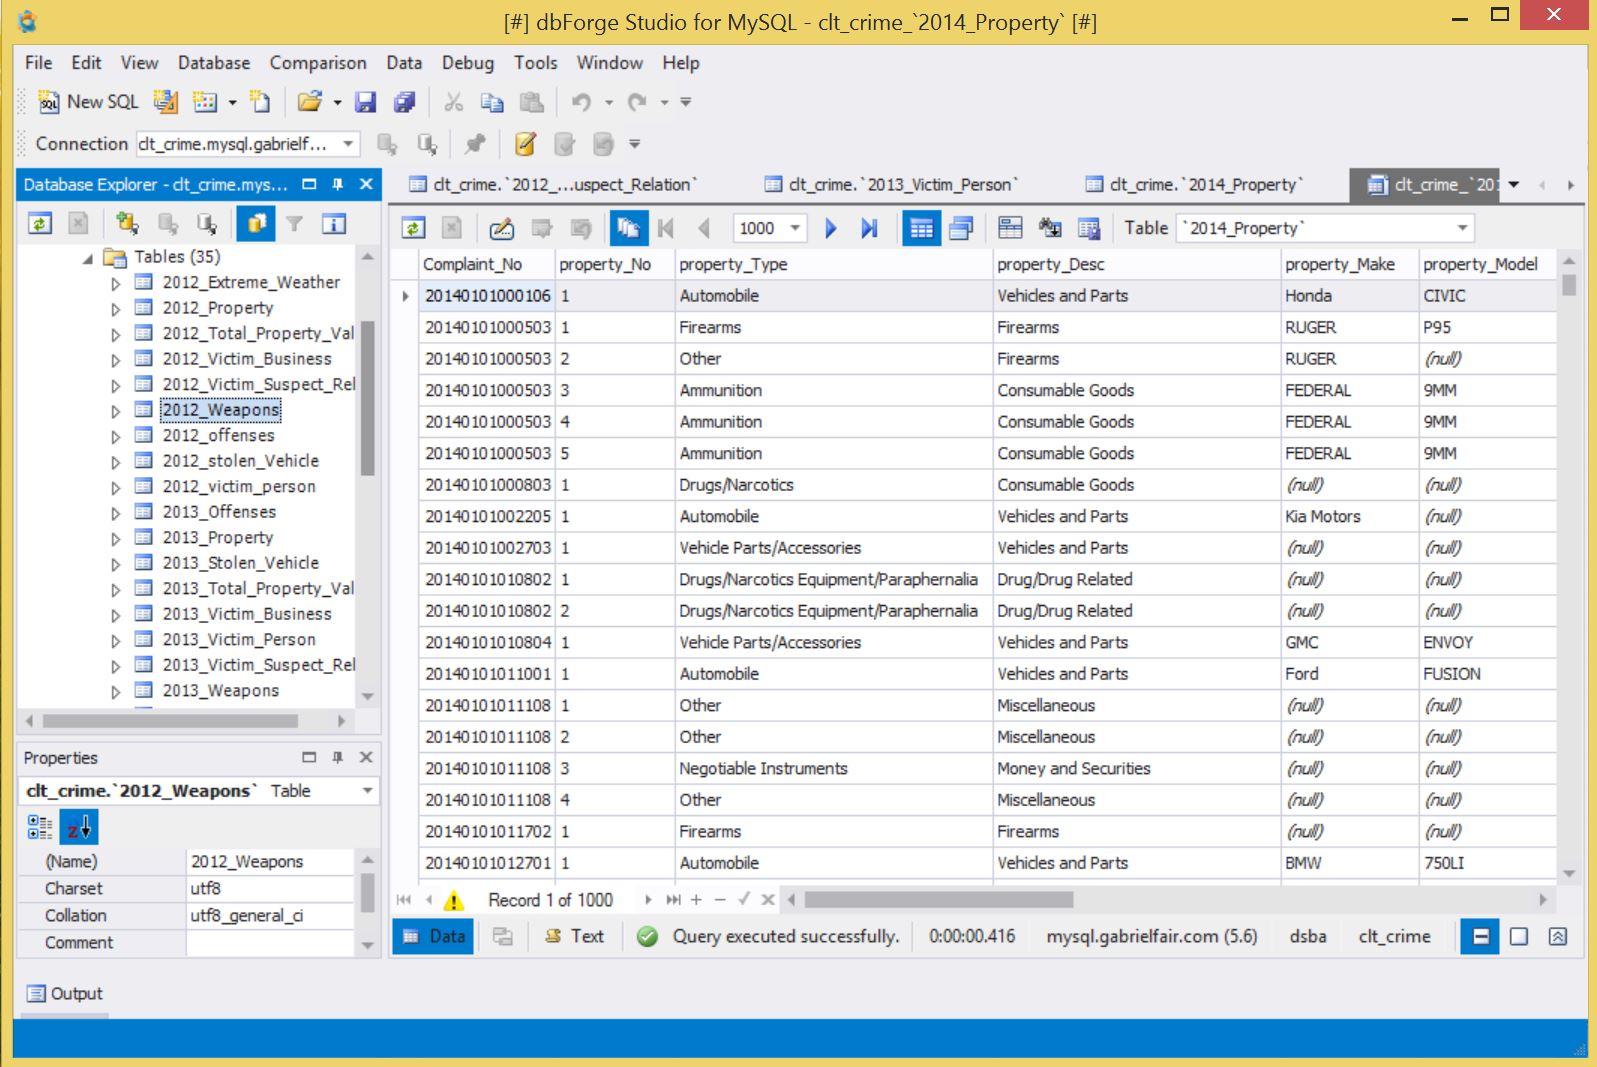 [#] dbForge Studio for MySQL - clt_crime_`2014_Property` [#]
File Edit View Database Comparison Data Debug Tools Window Help
New SQL
Connection clt_crime.mysql.gabrielf...
Database Explorer - clt_crime.mys...
Tables (35)
2012_Extreme_Weather
2012_Property
2012_Total_Property_Val
2012_Victim_Business
2012_Victim_Suspect_Rel
2012_Weapons
2012_offenses
2012_stolen_Vehicle
2012_victim_person
2013_Offenses
2013_Property
2013_Stolen_Vehicle
2013_Total_Property_Val
2013_Victim_Business
2013_Victim_Person
2013_Victim_Suspect_Rel
2013_Weapons
Properties
clt_crime.`2012_Weapons` Table
(Name) 2012_Weapons
Charset utf8
Collation utf8_general_ci
Comment
clt_crime.`2012_...uspect_Relation` clt_crime.`2013_Victim_Person` clt_crime.`2014_Property` clt_crime_`201
1000 Table `2014_Property`
Complaint_No property_No property_Type property_Desc property_Make property_Model
20140101000106 1 Automobile Vehicles and Parts Honda CIVIC
20140101000503 1 Firearms Firearms RUGER P95
20140101000503 2 Other Firearms RUGER (null)
20140101000503 3 Ammunition Consumable Goods FEDERAL 9MM
20140101000503 4 Ammunition Consumable Goods FEDERAL 9MM
20140101000503 5 Ammunition Consumable Goods FEDERAL 9MM
20140101000803 1 Drugs/Narcotics Consumable Goods (null) (null)
20140101002205 1 Automobile Vehicles and Parts Kia Motors (null)
20140101002703 1 Vehicle Parts/Accessories Vehicles and Parts (null) (null)
20140101010802 1 Drugs/Narcotics Equipment/Paraphernalia Drug/Drug Related (null) (null)
20140101010802 2 Drugs/Narcotics Equipment/Paraphernalia Drug/Drug Related (null) (null)
20140101010804 1 Vehicle Parts/Accessories Vehicles and Parts GMC ENVOY
20140101011001 1 Automobile Vehicles and Parts Ford FUSION
20140101011108 1 Other Miscellaneous (null) (null)
20140101011108 2 Other Miscellaneous (null) (null)
20140101011108 3 Negotiable Instruments Money and Securities (null) (null)
20140101011108 4 Other Miscellaneous (null) (null)
20140101011702 1 Firearms Firearms (null) (null)
20140101012701 1 Automobile Vehicles and Parts BMW 750LI
Record 1 of 1000
Data Text Query executed successfully. 0:00:00.416 mysql.gabrielfair.com (5.6) dsba clt_crime
Output